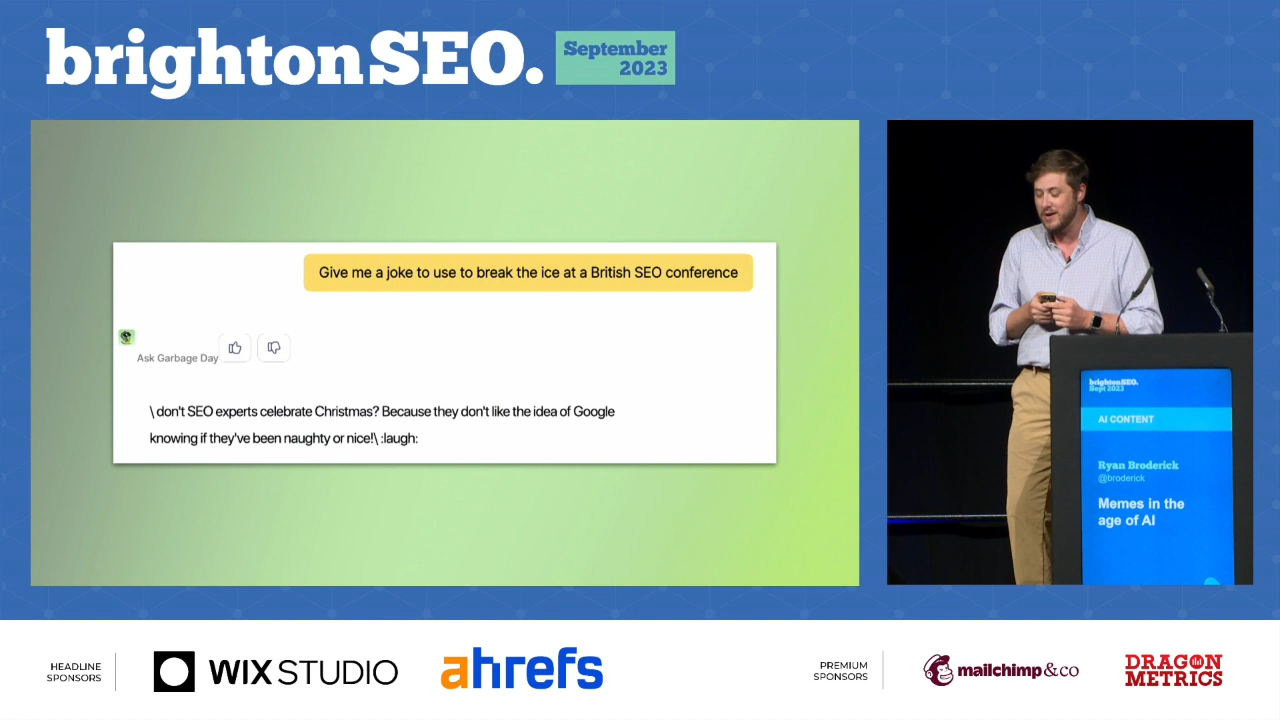 brightonSEO.
September
2023
Give me a joke to use to break the ice at a British SEO conference
Ask Garbage Day
\ don't SEO experts celebrate Christmas? Because they don't like the idea of Google
knowing if they've been naughty or nice!\ :laugh:
brightonSEO.
Sept 2023
AI CONTENT
Ryan Broderick
@broderick
Memes in the
age of AI
HEADLINE
SPONSORS
WIX STUDIO
ahrefs
PREMIUM
SPONSORS
mailchimp&co
DRAGON
METRICS